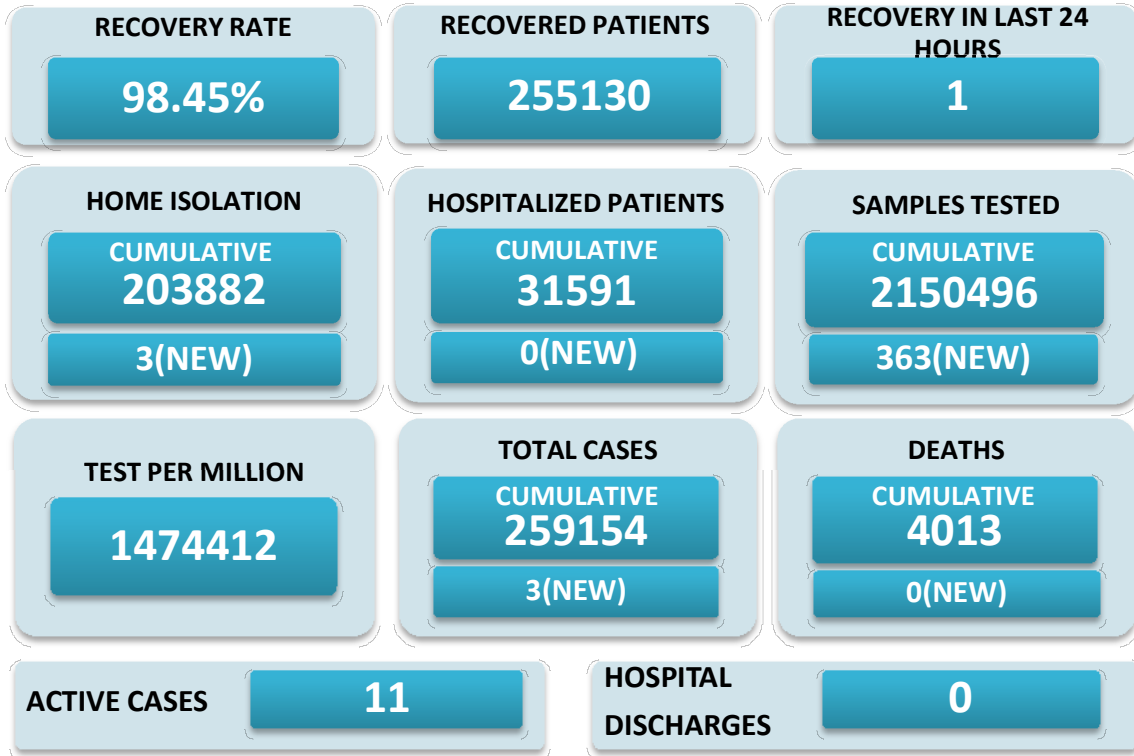 RECOVERY RATE
98.45%
RECOVERED PATIENTS
255130
RECOVERY IN LAST 24
HOURS
1
HOME ISOLATION
CUMULATIVE
203882
3(NEW)
HOSPITALIZED PATIENTS
CUMULATIVE
31591
0(NEW)
SAMPLES TESTED
CUMULATIVE
2150496
363(NEW)
TEST PER MILLION
1474412
TOTAL CASES
CUMULATIVE
259154
3(NEW)
DEATHS
CUMULATIVE
4013
0(NEW)
ACTIVE CASES
11
HOSPITAL
DISCHARGES
0